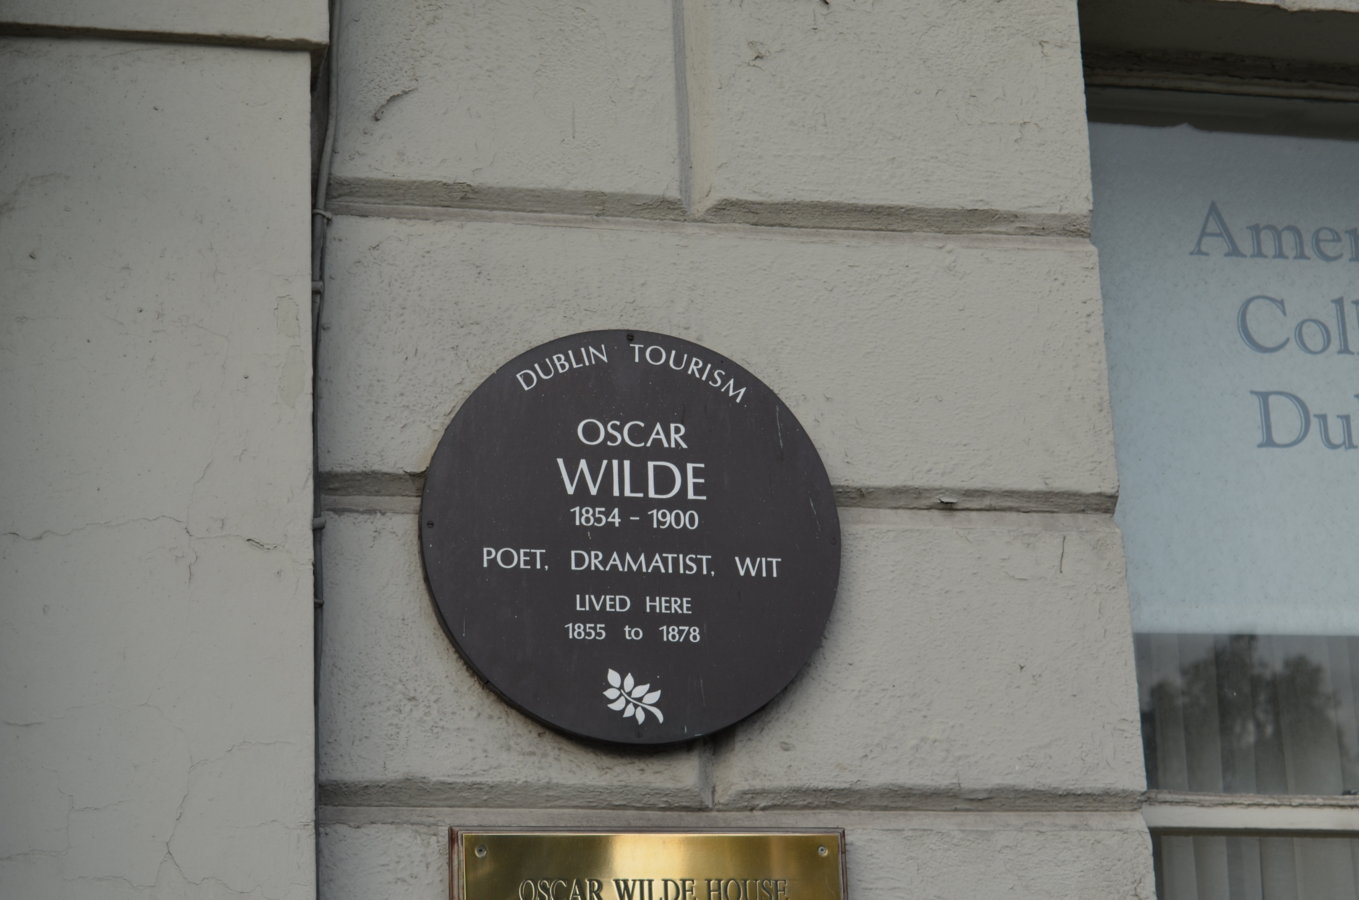 DUBLIN TOURISM
OSCAR
WILDE
1854 - 1900
POET, DRAMATIST, WIT
LIVED HERE
1855 to 1878
OSCAR WILDE HOUSE